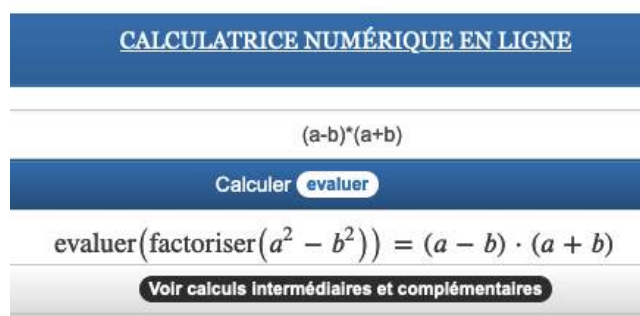 CALCULATRICE NUMÉRIQUE EN LIGNE
(a-b)*(a+b)
Calculer evaluer
evaluer(factoriser(a² − b²)) = (a − b) · (a + b)
Voir calculs intermédiaires et complémentaires